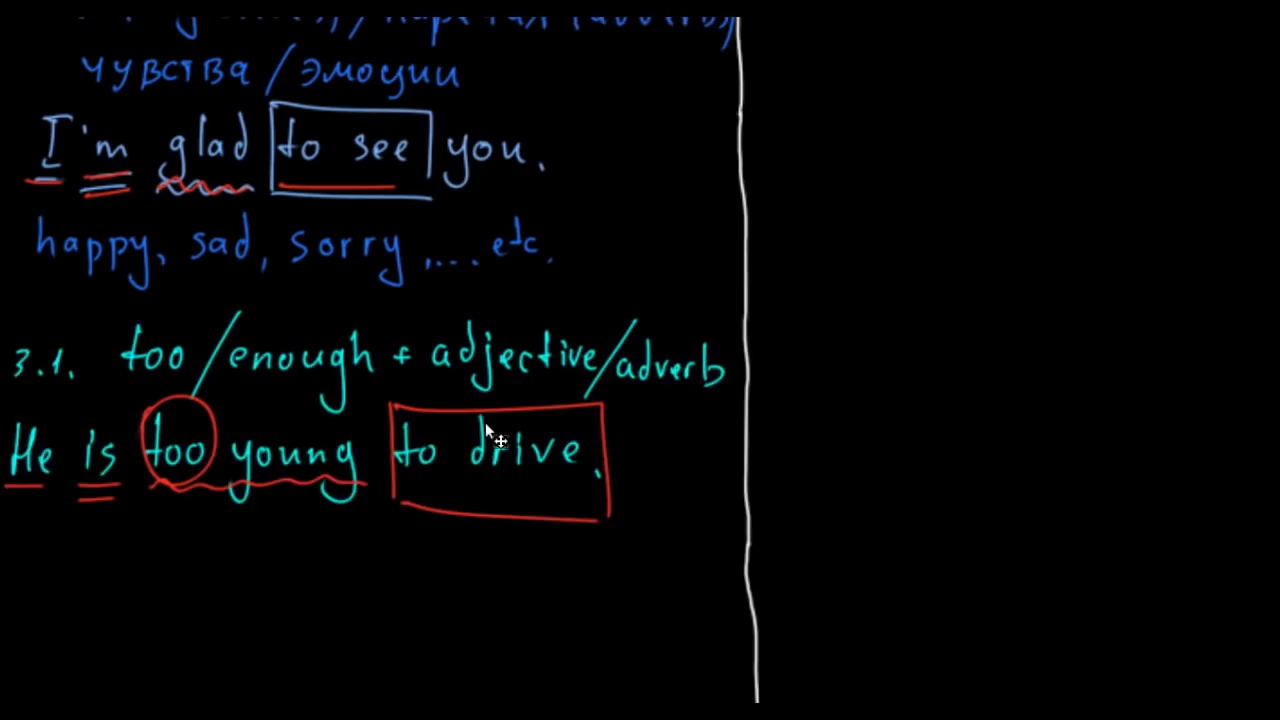 чувства / эмоции
I'm glad to see you.
happy, sad, sorry, ... etc.
3.1. too / enough + adjective / adverb
He is too young to drive.